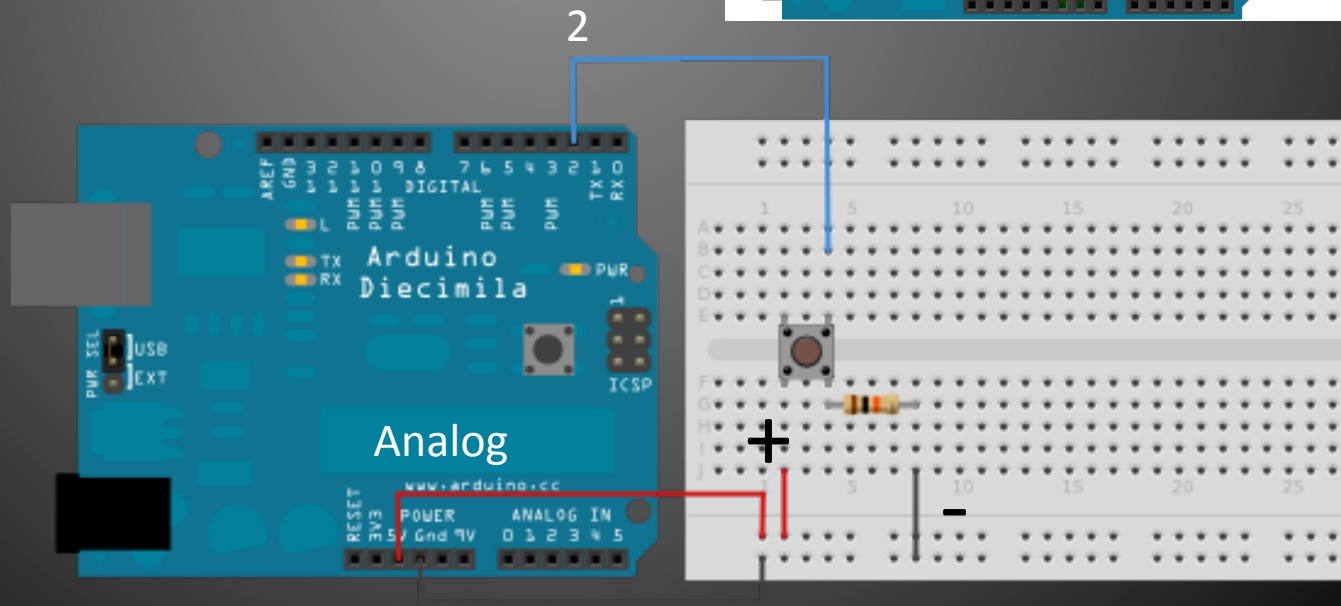 2
AREF GND 13 12 11 10 9 8 7 6 5 4 3 2 TX 1 RX 0
DIGITAL
PWM PWM PWM PWM PWM PWM
L
TX
RX
Arduino
Diecimila
PWR
1
ICSP
PWR SEL
USB
EXT
Analog
www.arduino.cc
POWER ANALOG IN
RESET 3V3 5V Gnd 9V 0 1 2 3 4 5
1 5 10 15 20 25
A
B
C
D
E
F
G
H
+
I
J
1 5 10 15 20 25
-